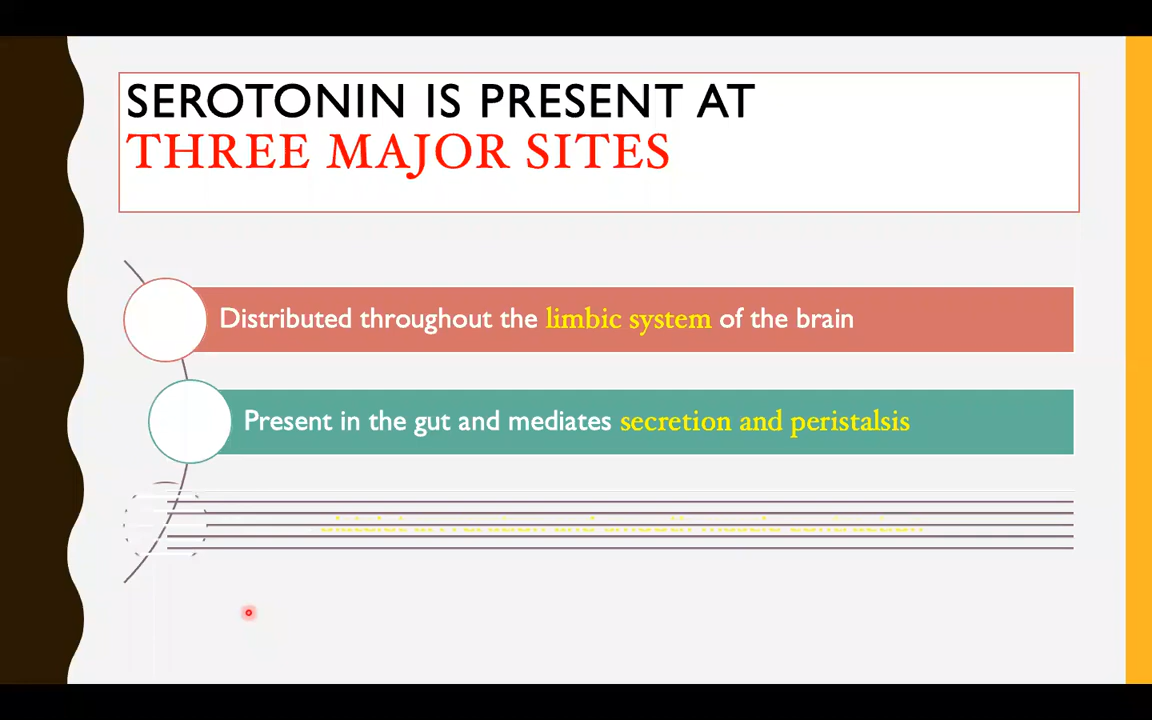 SEROTONIN IS PRESENT AT
THREE MAJOR SITES
Distributed throughout the limbic system of the brain
Present in the gut and mediates secretion and peristalsis